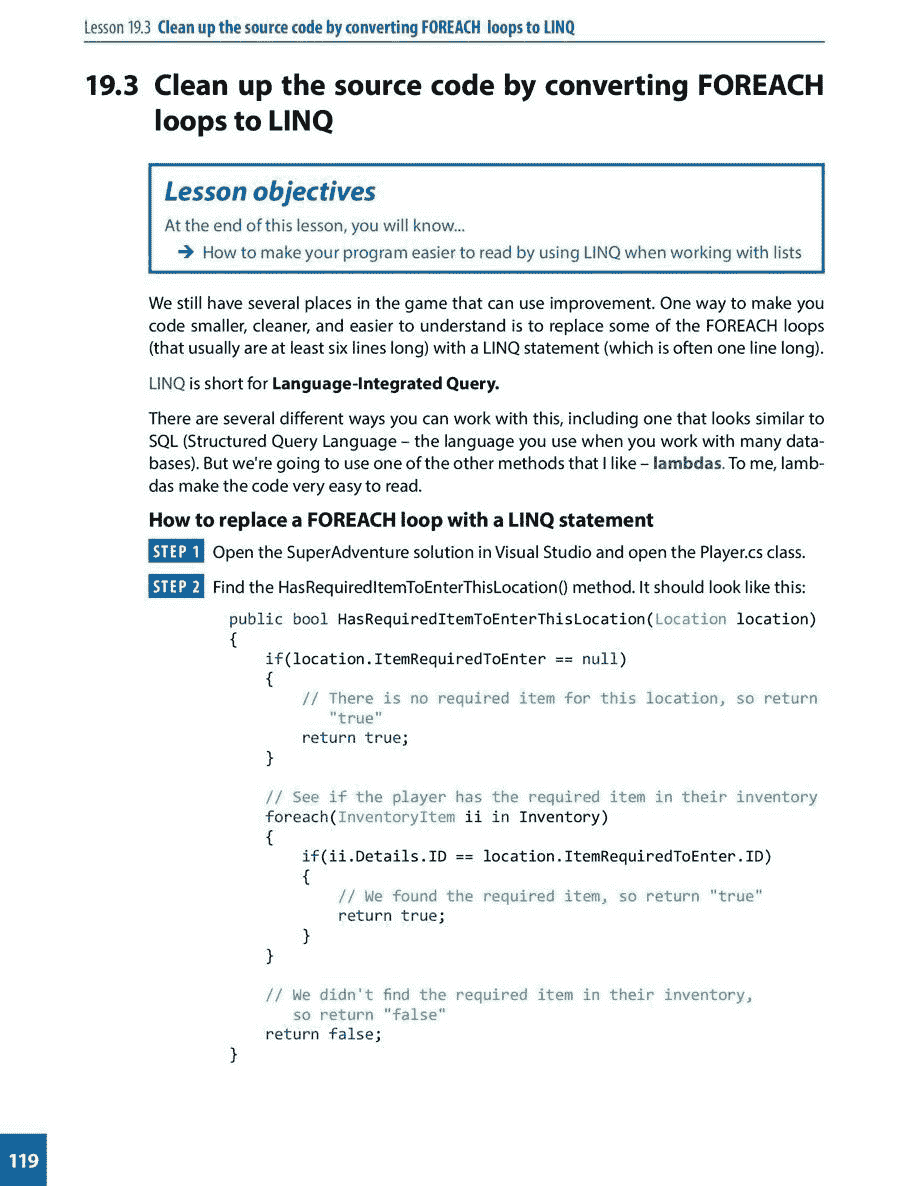 Lesson 19.3 Clean up the source code by converting FOREACH loops to LINQ
19.3 Clean up the source code by converting FOREACH
loops to LINQ
Lesson objectives
At the end of this lesson, you will know...
➔ How to make your program easier to read by using LINQ when working with lists
We still have several places in the game that can use improvement. One way to make you
code smaller, cleaner, and easier to understand is to replace some of the FOREACH loops
(that usually are at least six lines long) with a LINQ statement (which is often one line long).
LINQ is short for Language-Integrated Query.
There are several different ways you can work with this, including one that looks similar to
SQL (Structured Query Language – the language you use when you work with many data-
bases). But we're going to use one of the other methods that I like – lambdas. To me, lamb-
das make the code very easy to read.
How to replace a FOREACH loop with a LINQ statement
STEP 1 Open the SuperAdventure solution in Visual Studio and open the Player.cs class.
STEP 2 Find the HasRequiredItemToEnterThisLocation() method. It should look like this:
public bool HasRequiredItemToEnterThisLocation(Location location)
{
if(location.ItemRequiredToEnter == null)
{
// There is no required item for this location, so return
"true"
return true;
}
// See if the player has the required item in their inventory
foreach(InventoryItem ii in Inventory)
{
if(ii.Details.ID == location.ItemRequiredToEnter.ID)
{
// We found the required item, so return "true"
return true;
}
}
// We didn't find the required item in their inventory,
so return "false"
return false;
}
119